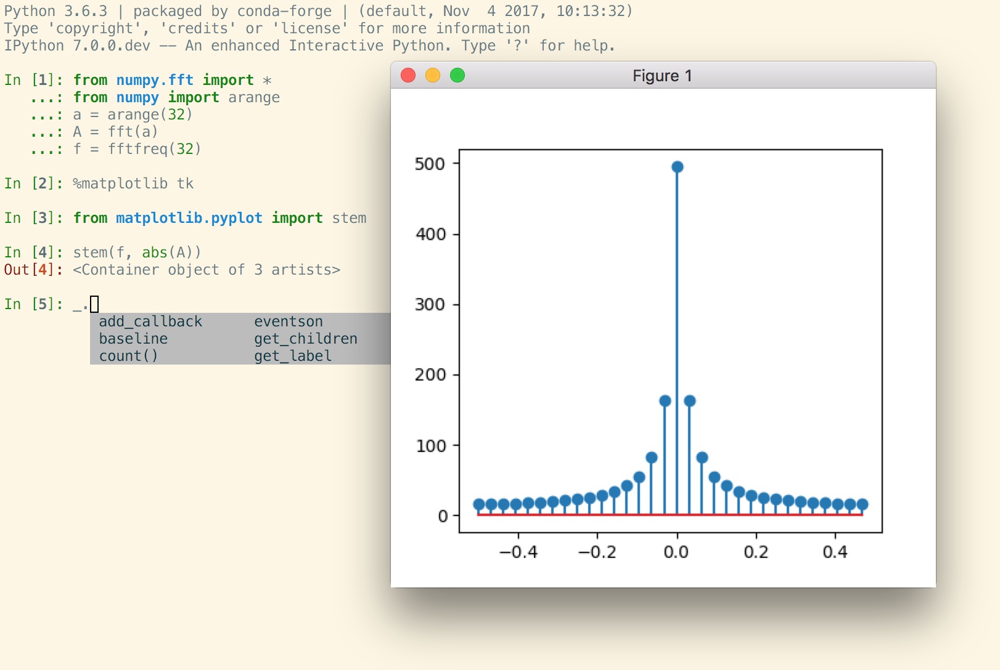 Python 3.6.3 | packaged by conda-forge | (default, Nov  4 2017, 10:13:32)
Type 'copyright', 'credits' or 'license' for more information
IPython 7.0.0.dev -- An enhanced Interactive Python. Type '?' for help.
In [1]: from numpy.fft import *
   ...: from numpy import arange
   ...: a = arange(32)
   ...: A = fft(a)
   ...: f = fftfreq(32)
In [2]: %matplotlib tk
In [3]: from matplotlib.pyplot import stem
In [4]: stem(f, abs(A))
Out[4]: <Container object of 3 artists>
In [5]: _.
add_callback      eventson
baseline          get_children
count()           get_label
Figure 1
500
400
300
200
100
0
−0.4 −0.2 0.0 0.2 0.4